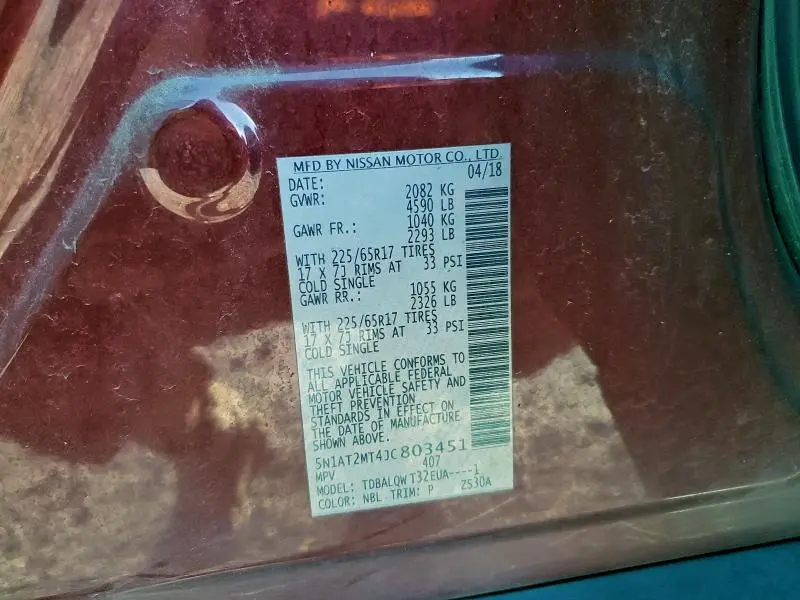 MFD BY NISSAN MOTOR CO., LTD.
DATE: 04/18
GVWR: 2082 KG
4590 LB
GAWR FR.: 1040 KG
2293 LB
WITH 225/65R17 TIRES
17 X 7J RIMS AT 33 PSI
COLD SINGLE
GAWR RR.: 1055 KG
2326 LB
WITH 225/65R17 TIRES
17 X 7J RIMS AT 33 PSI
COLD SINGLE
THIS VEHICLE CONFORMS TO
ALL APPLICABLE FEDERAL
MOTOR VEHICLE SAFETY AND
THEFT PREVENTION
STANDARDS IN EFFECT ON
THE DATE OF MANUFACTURE
SHOWN ABOVE.
5N1AT2MT4JC803451
MPV 407
MODEL: TDBALQWT32EUA----1
COLOR: NBL TRIM: P ZS30A